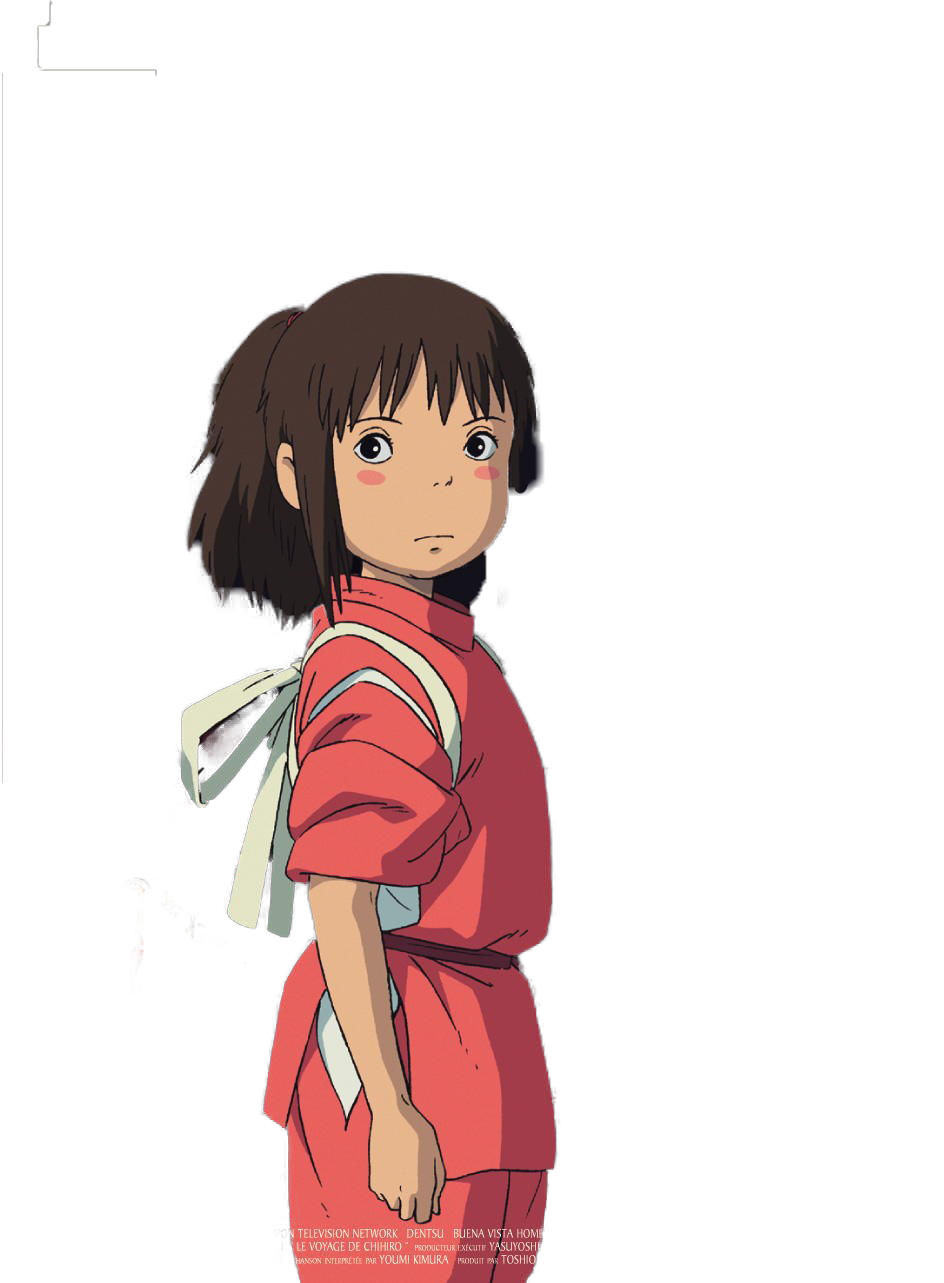 TELEVISION NETWORK DENTSU BUENA VISTA HOME
LE VOYAGE DE CHIHIRO " PRODUCTEUR EXÉCUTIF YASUYOSHI
INTERPRÉTÉE PAR YOUMI KIMURA PRODUIT PAR TOSHIO